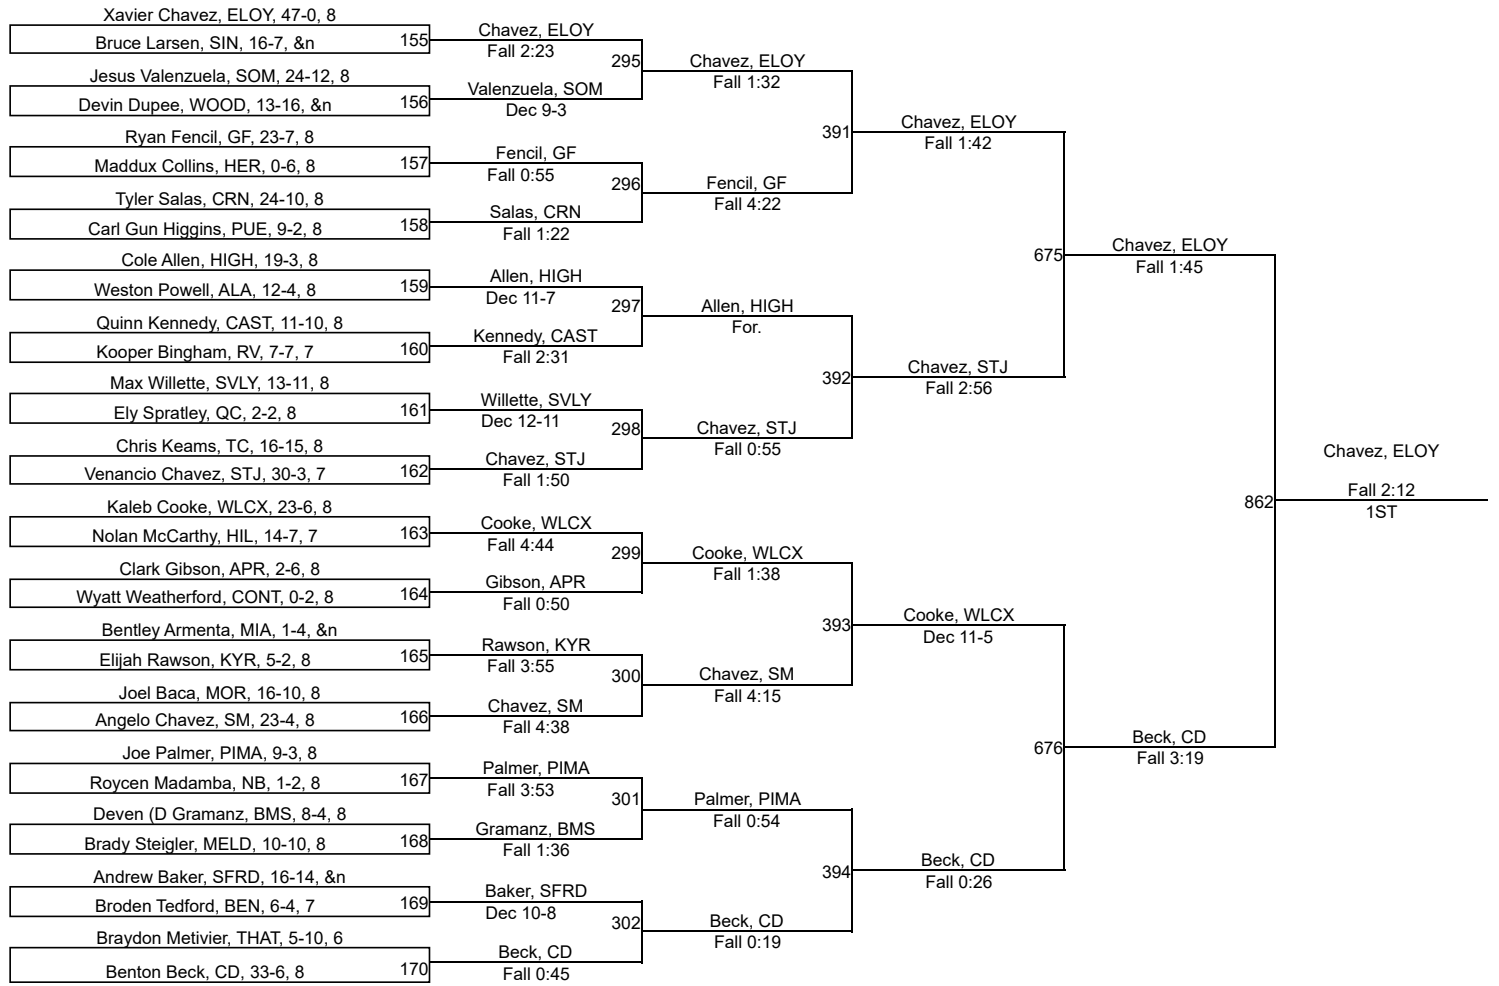 Xavier Chavez, ELOY, 47-0, 8
Bruce Larsen, SIN, 16-7, &n
155
Jesus Valenzuela, SOM, 24-12, 8
Devin Dupee, WOOD, 13-16, &n
156
Ryan Fencil, GF, 23-7, 8
Maddux Collins, HER, 0-6, 8
157
Tyler Salas, CRN, 24-10, 8
Carl Gun Higgins, PUE, 9-2, 8
158
Cole Allen, HIGH, 19-3, 8
Weston Powell, ALA, 12-4, 8
159
Quinn Kennedy, CAST, 11-10, 8
Kooper Bingham, RV, 7-7, 7
160
Max Willette, SVLY, 13-11, 8
Ely Spratley, QC, 2-2, 8
161
Chris Keams, TC, 16-15, 8
Venancio Chavez, STJ, 30-3, 7
162
Kaleb Cooke, WLCX, 23-6, 8
Nolan McCarthy, HIL, 14-7, 7
163
Clark Gibson, APR, 2-6, 8
Wyatt Weatherford, CONT, 0-2, 8
164
Bentley Armenta, MIA, 1-4, &n
Elijah Rawson, KYR, 5-2, 8
165
Joel Baca, MOR, 16-10, 8
Angelo Chavez, SM, 23-4, 8
166
Joe Palmer, PIMA, 9-3, 8
Roycen Madamba, NB, 1-2, 8
167
Deven (D Gramanz, BMS, 8-4, 8
Brady Steigler, MELD, 10-10, 8
168
Andrew Baker, SFRD, 16-14, &n
Broden Tedford, BEN, 6-4, 7
169
Braydon Metivier, THAT, 5-10, 6
Benton Beck, CD, 33-6, 8
170
Chavez, ELOY
Fall 2:23
295
Valenzuela, SOM
Dec 9-3
Fencil, GF
Fall 0:55
296
Salas, CRN
Fall 1:22
Allen, HIGH
Dec 11-7
297
Kennedy, CAST
Fall 2:31
Willette, SVLY
Dec 12-11
298
Chavez, STJ
Fall 1:50
Cooke, WLCX
Fall 4:44
299
Gibson, APR
Fall 0:50
Rawson, KYR
Fall 3:55
300
Chavez, SM
Fall 4:38
Palmer, PIMA
Fall 3:53
301
Gramanz, BMS
Fall 1:36
Baker, SFRD
Dec 10-8
302
Beck, CD
Fall 0:45
Chavez, ELOY
Fall 1:32
391
Fencil, GF
Fall 4:22
Allen, HIGH
For.
392
Chavez, STJ
Fall 0:55
Cooke, WLCX
Fall 1:38
393
Chavez, SM
Fall 4:15
Palmer, PIMA
Fall 0:54
394
Beck, CD
Fall 0:19
Chavez, ELOY
Fall 1:42
675
Chavez, STJ
Fall 2:56
Cooke, WLCX
Dec 11-5
676
Beck, CD
Fall 0:26
Chavez, ELOY
Fall 1:45
862
Beck, CD
Fall 3:19
Chavez, ELOY
Fall 2:12
1ST